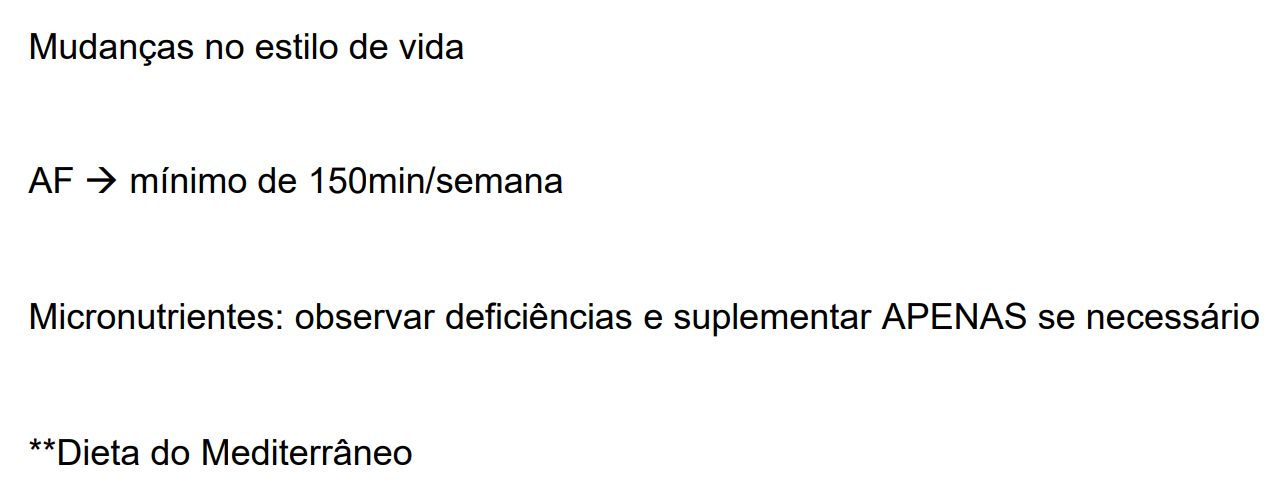 Mudanças no estilo de vida
AF → mínimo de 150min/semana
Micronutrientes: observar deficiências e suplementar APENAS se necessário
**Dieta do Mediterrâneo